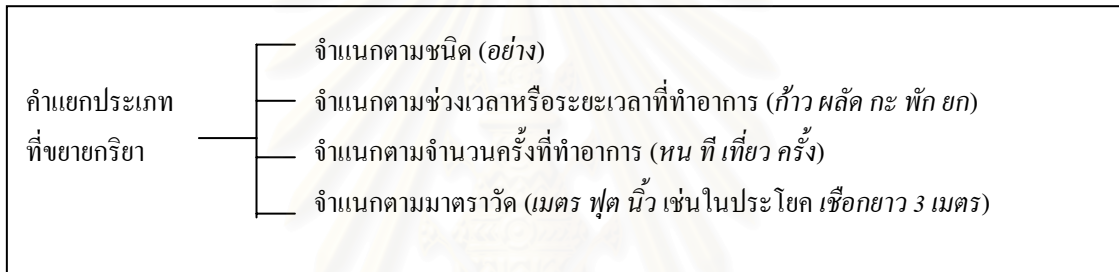 จำแนกตามชนิด (อย่าง)
คำแยกประเภท
ที่ขยายกริยา
จำแนกตามช่วงเวลาหรือระยะเวลาที่ทำอาการ (ก้าว ผลัด กะ พัก ยก)
จำแนกตามจำนวนครั้งที่ทำอาการ (หน ที เที่ยว ครั้ง)
จำแนกตามมาตราวัด (เมตร ฟุต นิ้ว เช่นในประโยค เชือกยาว 3 เมตร)